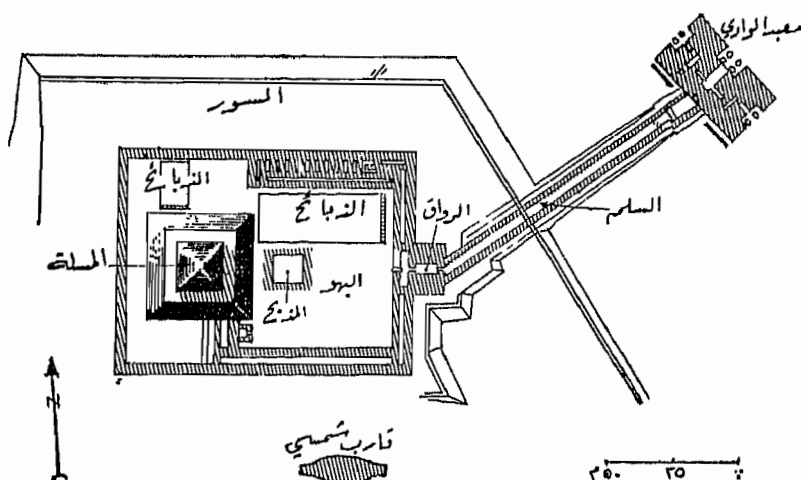 معبد الوادي
السور
الذبائح
الذبائح
الرواق
السلم
المسلة
البهو
المذبح
قارب شمسي
N
٥٠م ٢٥ ٠